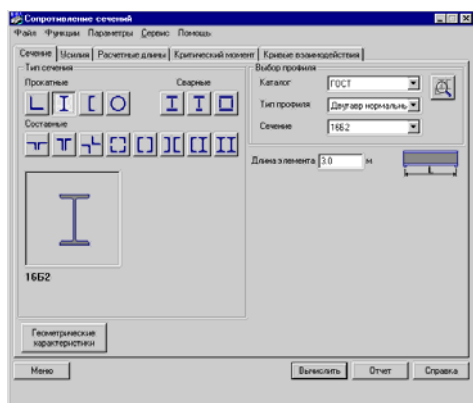 Сопротивление сечений
Файл Функции Параметры Сервис Помощь
Сечение Усилия Расчетные длины Критический момент Кривые взаимодействия
Тип сечения
Прокатные Сварные
Составные
16Б2
Выбор профиля
Каталог ГОСТ
Тип профиля Двутавр нормальнь
Сечение 16Б2
Длина элемента 3.0 м
L
Геометрические
характеристики
Меню Вычислить Отчет Справка